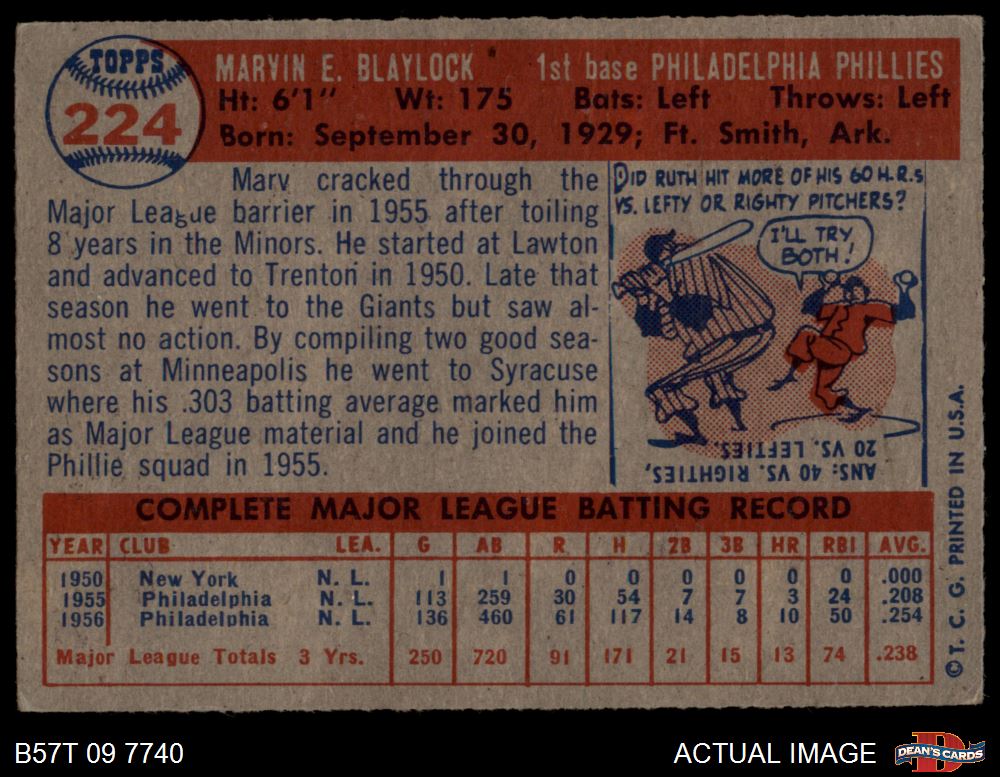 TOPPS
224
MARVIN E. BLAYLOCK 1st base PHILADELPHIA PHILLIES
Ht: 6'1" Wt: 175 Bats: Left Throws: Left
Born: September 30, 1929; Ft. Smith, Ark.
Marv cracked through the
Major League barrier in 1955 after toiling
8 years in the Minors. He started at Lawton
and advanced to Trenton in 1950. Late that
season he went to the Giants but saw al-
most no action. By compiling two good sea-
sons at Minneapolis he went to Syracuse
where his .303 batting average marked him
as Major League material and he joined the
Phillie squad in 1955.
DID RUTH HIT MORE OF HIS 60 H.R.s
VS. LEFTY OR RIGHTY PITCHERS?
I'LL TRY
BOTH!
ANS: 40 VS. RIGHTIES,
20 VS. LEFTIES.
COMPLETE MAJOR LEAGUE BATTING RECORD
YEAR CLUB LEA. G AB R H 2B 3B HR RBI AVG.
1950 New York N. L. 1 1 0 0 0 0 0 0 .000
1955 Philadelphia N. L. 113 259 30 54 7 7 3 24 .208
1956 Philadelphia N. L. 136 460 61 117 14 8 10 50 .254
Major League Totals 3 Yrs. 250 720 91 171 21 15 13 74 .238
© T. C. G. PRINTED IN U.S.A.
B57T 09 7740
ACTUAL IMAGE
DEAN'S CARDS